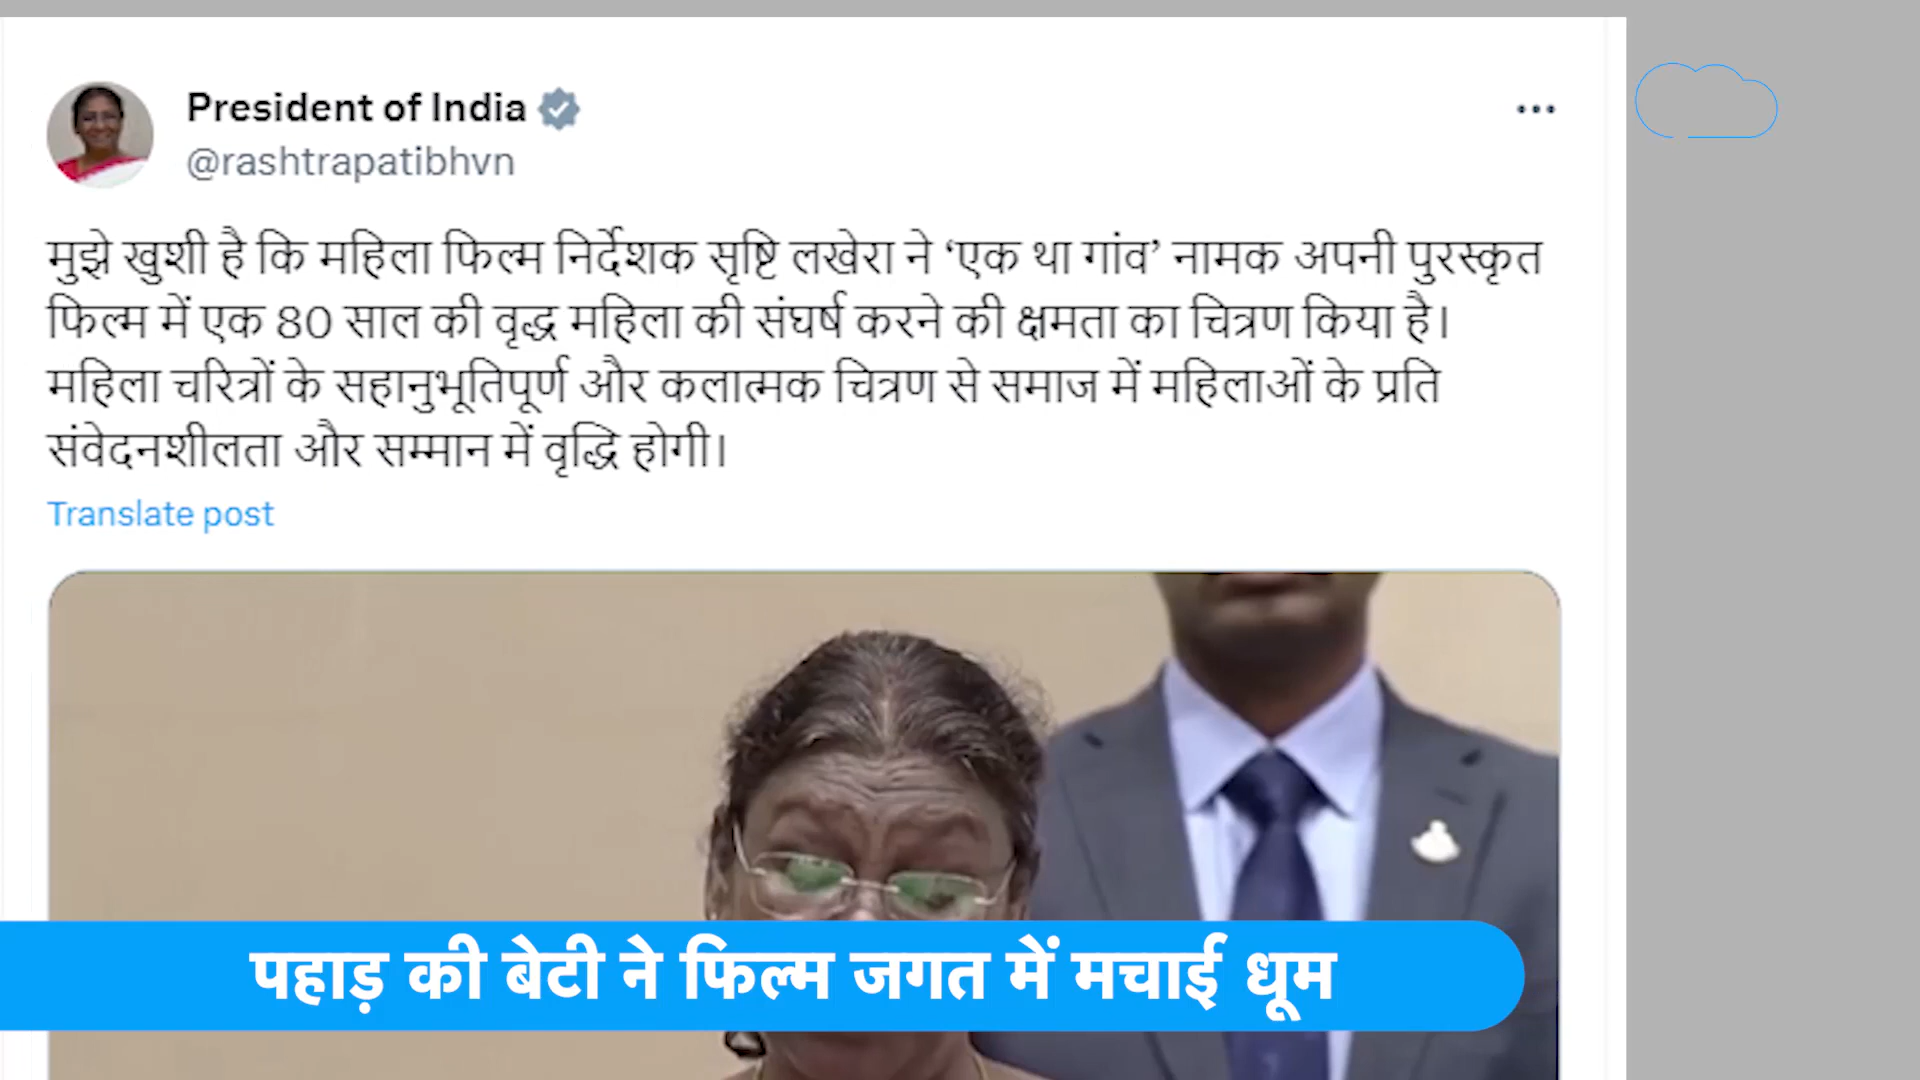 President of India
@rashtrapatibhvn
मुझे खुशी है कि महिला फिल्म निर्देशक सृष्टि लखेरा ने ‘एक था गांव’ नामक अपनी पुरस्कृत
फिल्म में एक 80 साल की वृद्ध महिला की संघर्ष करने की क्षमता का चित्रण किया है।
महिला चरित्रों के सहानुभूतिपूर्ण और कलात्मक चित्रण से समाज में महिलाओं के प्रति
संवेदनशीलता और सम्मान में वृद्धि होगी।
Translate post
पहाड़ की बेटी ने फिल्म जगत में मचाई धूम